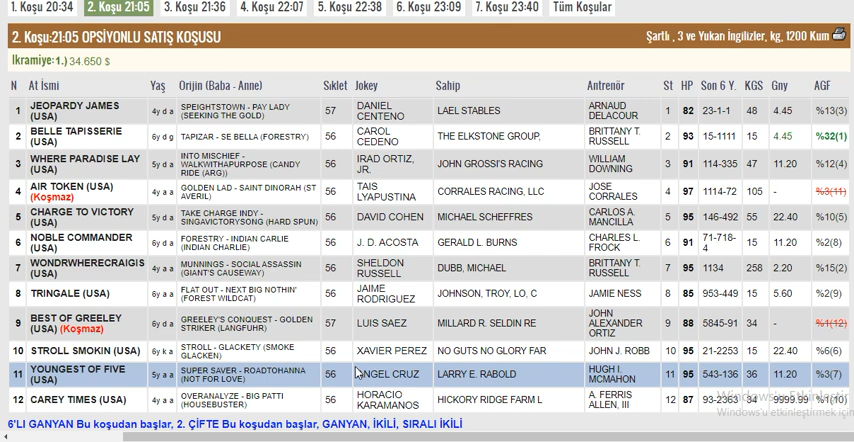 1. Koşu 20:34 2. Koşu 21:05 3. Koşu 21:36 4. Koşu 22:07 5. Koşu 22:38 6. Koşu 23:09 7. Koşu 23:40 Tüm Koşular
2. Koşu:21:05 OPSİYONLU SATIŞ KOŞUSU Şartlı , 3 ve Yukarı İngilizler, kg, 1200 Kum
İkramiye:1.) 34.650 $
N At İsmi Yaş Orijin (Baba - Anne) Sıklet Jokey Sahip Antrenör St HP Son 6 Y. KGS Gny AGF
1 JEOPARDY JAMES (USA) 4y d a SPEIGHTSTOWN - PAY LADY (SEEKING THE GOLD) 57 DANIEL CENTENO LAEL STABLES ARNAUD DELACOUR 1 82 23-1-1 48 4.45 %13(3)
2 BELLE TAPISSERIE (USA) 6y d g TAPIZAR - SE BELLA (FORESTRY) 56 CAROL CEDENO THE ELKSTONE GROUP, BRITTANY T. RUSSELL 2 93 15-1111 15 4.45 %32(1)
3 WHERE PARADISE LAY (USA) 5y d a INTO MISCHIEF - WALKWITHAPURPOSE (CANDY RIDE (ARG)) 56 IRAD ORTIZ, JR. JOHN GROSSI'S RACING WILLIAM DOWNING 3 91 114-335 47 11.20 %12(4)
4 AIR TOKEN (USA) (Koşmaz) 4y a a GOLDEN LAD - SAINT DINORAH (ST AVERIL) 56 TAIS LYAPUSTINA CORRALES RACING, LLC JOSE CORRALES 4 97 1114-72 105 - %3(11)
5 CHARGE TO VICTORY (USA) 5y d a TAKE CHARGE INDY - SINGAVICTORYSONG (HARD SPUN) 56 DAVID COHEN MICHAEL SCHEFFRES CARLOS A. MANCILLA 5 95 146-492 55 22.40 %10(5)
6 NOBLE COMMANDER (USA) 6y d a FORESTRY - INDIAN CARLIE (INDIAN CHARLIE) 56 J. D. ACOSTA GERALD L. BURNS CHARLES L. FROCK 6 91 71-718-4 15 11.20 %2(8)
7 WONDRWHERECRAIGIS (USA) 4y a a MUNNINGS - SOCIAL ASSASSIN (GIANT'S CAUSEWAY) 56 SHELDON RUSSELL DUBB, MICHAEL BRITTANY T. RUSSELL 7 95 1134 258 2.20 %15(2)
8 TRINGALE (USA) 6y a a FLAT OUT - NEXT BIG NOTHIN' (FOREST WILDCAT) 56 JAIME RODRIGUEZ JOHNSON, TROY, LO, C JAMIE NESS 8 85 953-449 15 5.60 %2(9)
9 BEST OF GREELEY (USA) (Koşmaz) 6y d a GREELEY'S CONQUEST - GOLDEN STRIKER (LANGFUHR) 57 LUIS SAEZ MILLARD R. SELDIN RE JOHN ALEXANDER ORTIZ 9 88 5845-91 34 - %1(12)
10 STROLL SMOKIN (USA) 6y k a STROLL - GLACKETY (SMOKE GLACKEN) 56 XAVIER PEREZ NO GUTS NO GLORY FAR JOHN J. ROBB 10 95 21-2253 15 22.40 %6(6)
11 YOUNGEST OF FIVE (USA) 5y a a SUPER SAVER - ROADTOHANNA (NOT FOR LOVE) 56 ANGEL CRUZ LARRY E. RABOLD HUGH I. MCMAHON 11 95 543-136 36 11.20 %3(7)
12 CAREY TIMES (USA) 4y a a OVERANALYZE - BIG PATTI (HOUSEBUSTER) 56 HORACIO KARAMANOS HICKORY RIDGE FARM L A. FERRIS ALLEN, III 12 87 93-2363 34 9999.99 %1(10)
Windows'u Etkinleştir
Windows'u etkinleştirmek için
6'LI GANYAN Bu koşudan başlar, 2. ÇİFTE Bu koşudan başlar, GANYAN, İKİLİ, SIRALI İKİLİ